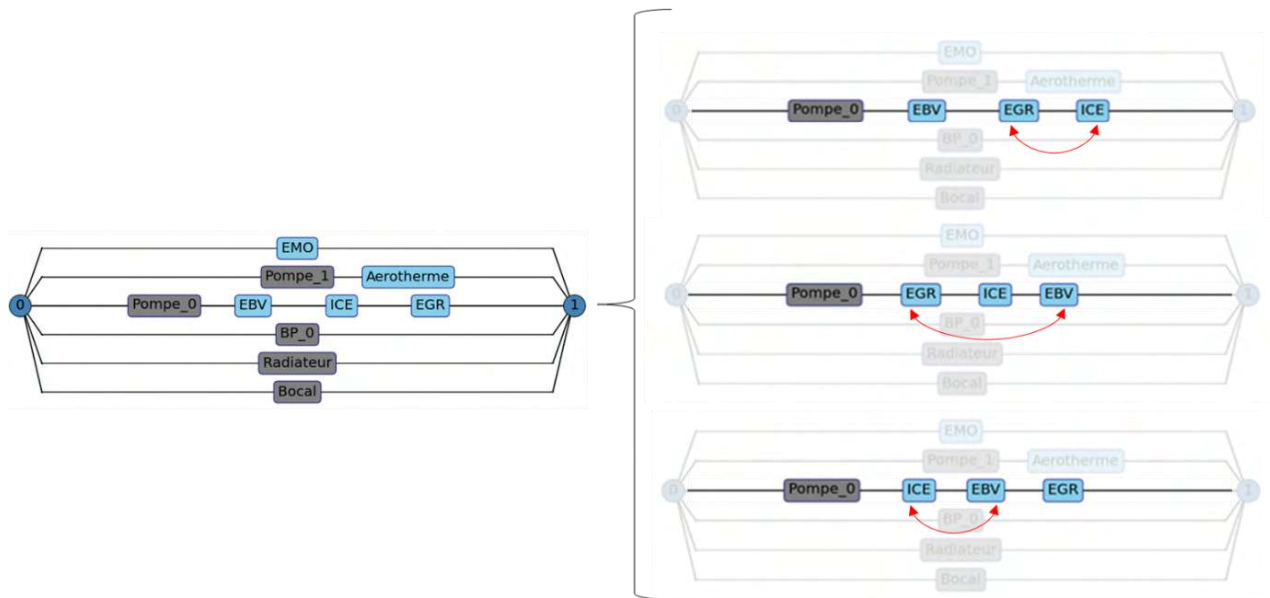 EMO
Pompe_1 Aerotherme
0 Pompe_0 EBV ICE EGR 1
BP_0
Radiateur
Bocal
EMO
Pompe_1 Aerotherme
0 Pompe_0 EBV EGR ICE 1
BP_0
Radiateur
Bocal
EMO
Pompe_1 Aerotherme
0 Pompe_0 EGR ICE EBV 1
BP_0
Radiateur
Bocal
EMO
Pompe_1 Aerotherme
0 Pompe_0 ICE EBV EGR 1
BP_0
Radiateur
Bocal